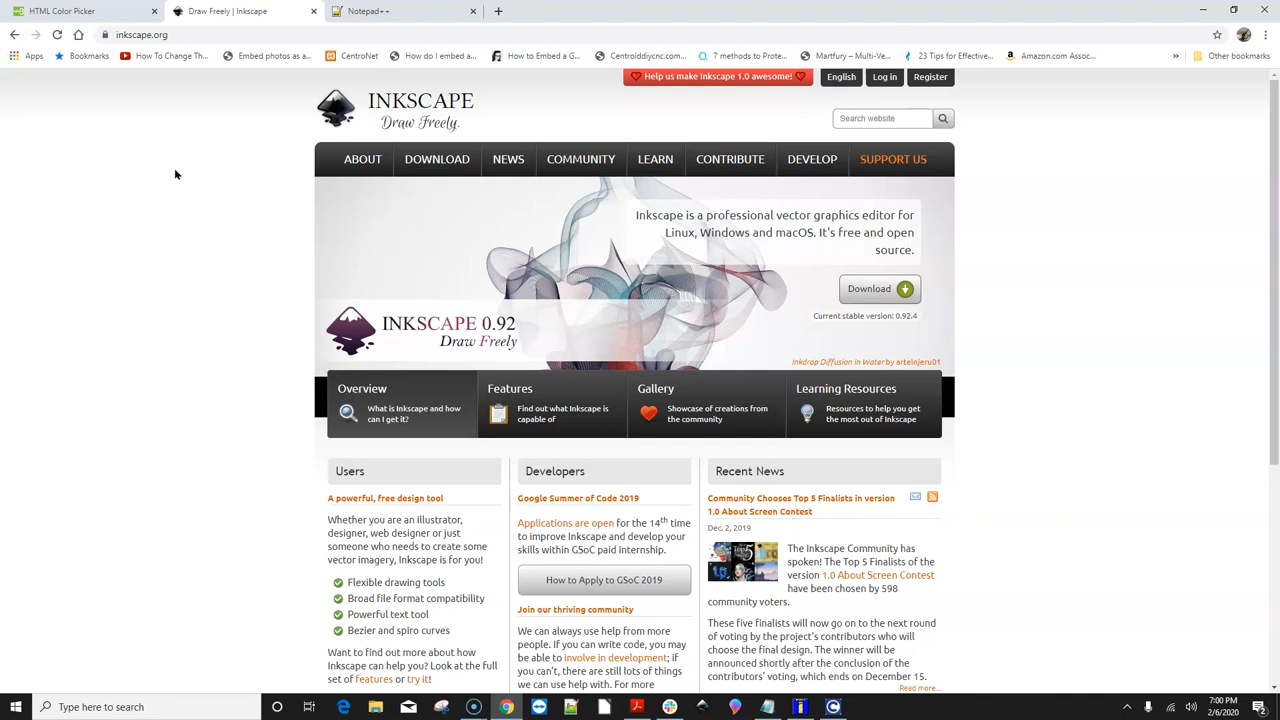 HTML Color Picker
Draw Freely | Inkscape
Notepad++
inkscape.org
Apps
Bookmarks
How To Change Th...
Embed photos as a...
CentroNet
How do I embed a...
How to Embed a G...
Centroiddiycnc.com...
7 methods to Prote...
Martfury – Multi-Ve...
23 Tips for Effective...
Amazon.com Assoc...
»
Other bookmarks
Help us make Inkscape 1.0 awesome!
English
Log in
Register
INKSCAPE
Draw Freely.
Search website
ABOUT
DOWNLOAD
NEWS
COMMUNITY
LEARN
CONTRIBUTE
DEVELOP
SUPPORT US
Inkscape is a professional vector graphics editor for
Linux, Windows and macOS. It's free and open
source.
Download
Current stable version: 0.92.4
INKSCAPE 0.92
Draw Freely
Inkdrop Diffusion In Water by artelnjeru01
Overview
What is Inkscape and how
can I get it?
Features
Find out what Inkscape is
capable of
Gallery
Showcase of creations from
the community
Learning Resources
Resources to help you get
the most out of Inkscape
Users
A powerful, free design tool
Whether you are an illustrator,
designer, web designer or just
someone who needs to create some
vector imagery, Inkscape is for you!
Flexible drawing tools
Broad file format compatibility
Powerful text tool
Bezier and spiro curves
Want to find out more about how
Inkscape can help you? Look at the full
set of features or try it!
Developers
Google Summer of Code 2019
Applications are open for the 14th time
to improve Inkscape and develop your
skills within GSoC paid internship.
How to Apply to GSoC 2019
Join our thriving community
We can always use help from more
people. If you can write code, you may
be able to involve in development; if
you can't, there are still lots of things
we can use help with. For more
Recent News
Community Chooses Top 5 Finalists in version
1.0 About Screen Contest
Dec. 2, 2019
The Inkscape Community has
spoken! The Top 5 Finalists of the
version 1.0 About Screen Contest
have been chosen by 598
community voters.
These five finalists will now go on to the next round
of voting by the project's contributors who will
choose the final design. The winner will be
announced shortly after the conclusion of the
contributors' voting, which ends on December 15.
Read more...
Type here to search
7:00 PM
2/6/2020